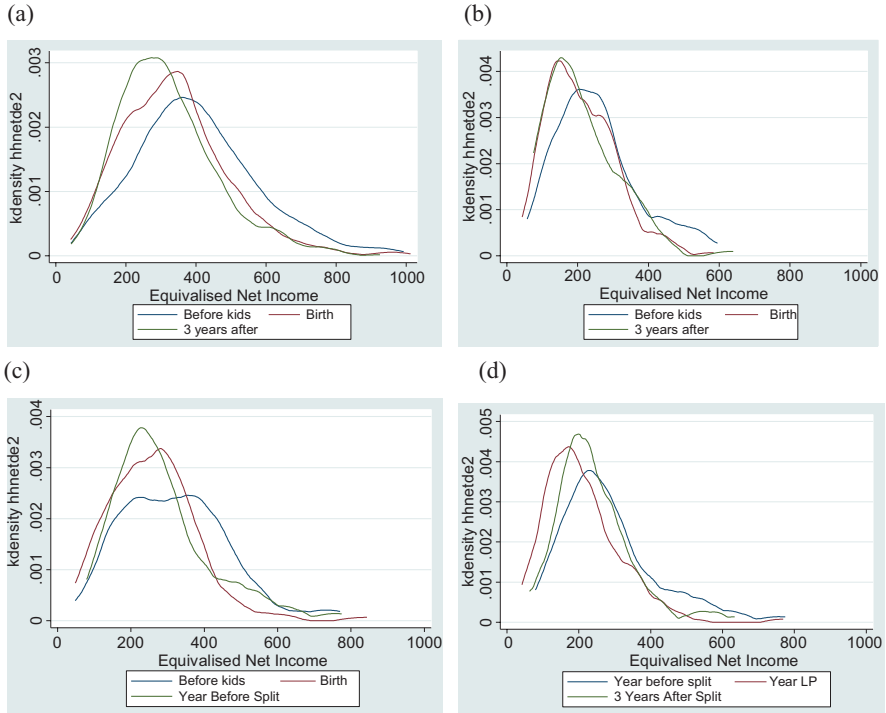 (a)
kdensity hhnetde2
.003
.002
.001
0
0 200 400 600 800 1000
Equivalised Net Income
Before kids Birth
3 years after
(b)
kdensity hhnetde2
.004
.003
.002
.001
0
0 200 400 600 800 1000
Equivalised Net Income
Before kids Birth
3 years after
(c)
kdensity hhnetde2
.004
.003
.002
.001
0
0 200 400 600 800 1000
Equivalised Net Income
Before kids Birth
Year Before Split
(d)
kdensity hhnetde2
.005
.004
.003
.002
.001
0
0 200 400 600 800 1000
Equivalised Net Income
Year before split Year LP
3 Years After Split